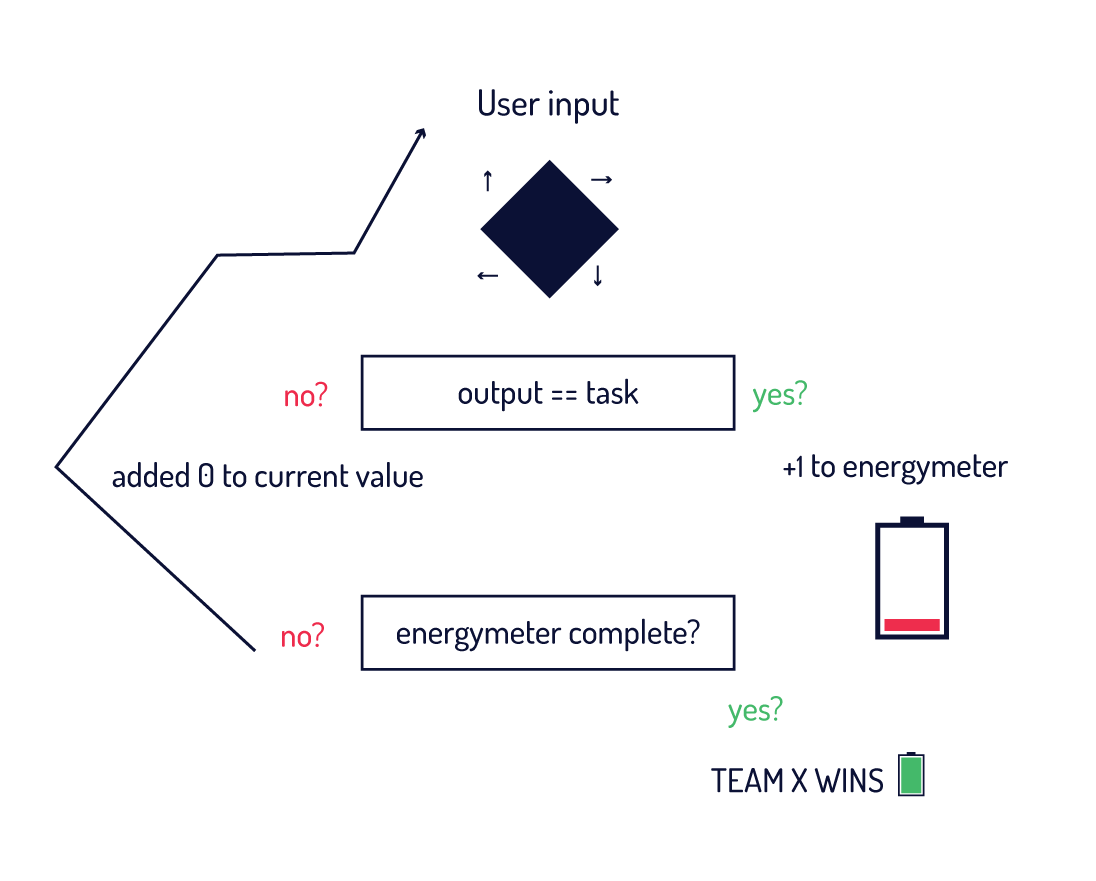 User input
↑ →
← ↓
no? output == task yes?
+1 to energymeter
added 0 to current value
no? energymeter complete?
yes?
TEAM X WINS